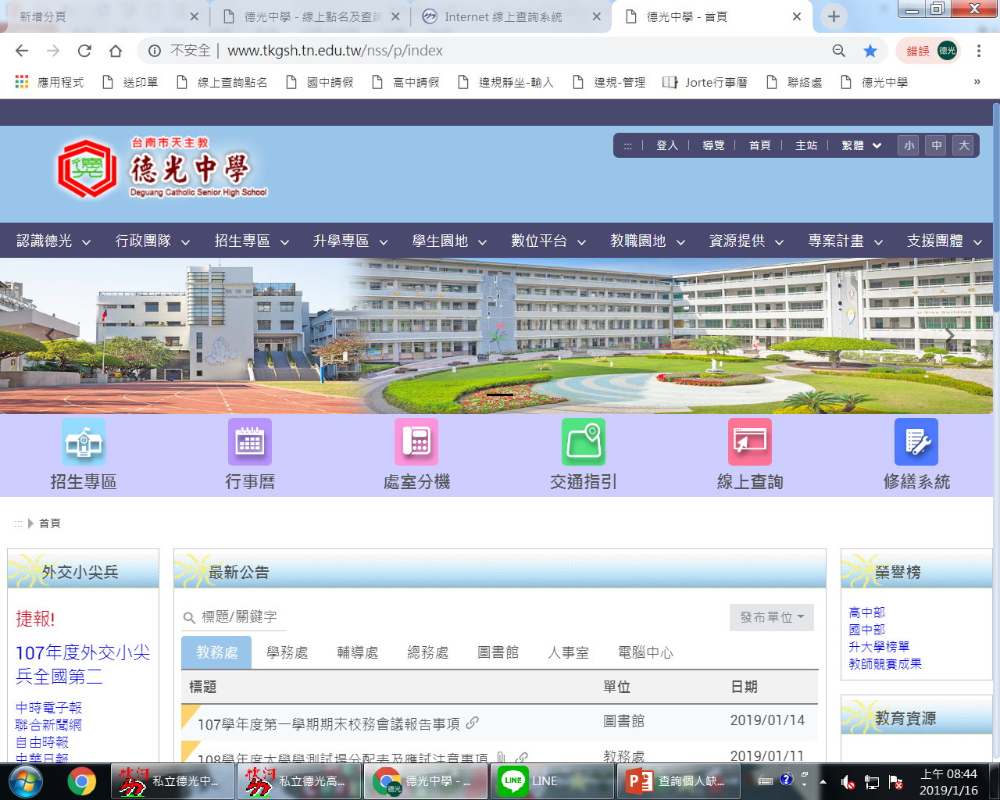 新增分頁
德光中學 - 線上點名及查詢
Internet 線上查詢系統
德光中學 - 首頁
不安全 | www.tkgsh.tn.edu.tw/nss/p/index
錯誤 德光
應用程式 送印單 線上查詢點名 國中請假 高中請假 違規靜坐-輸入 違規-管理 Jorte行事曆 聯絡處 德光中學 »
台南市天主教
德光中學
Deguang Catholic Senior High School
::: | 登入 | 導覽 | 首頁 | 主站 | 繁體 小 中 大
認識德光 行政團隊 招生專區 升學專區 學生園地 數位平台 教職園地 資源提供 專案計畫 支援團體
招生專區 行事曆 處室分機 交通指引 線上查詢 修繕系統
::: 首頁
外交小尖兵
捷報!
107年度外交小尖
兵全國第二
中時電子報
聯合新聞網
自由時報
中華日報
最新公告
標題/關鍵字
發布單位
教務處 學務處 輔導處 總務處 圖書館 人事室 電腦中心
標題 單位 日期
107學年度第一學期期末校務會議報告事項 圖書館 2019/01/14
108學年度大學學測試場分配表及應試注意事項 教務處 2019/01/11
榮譽榜
高中部
國中部
升大學榜單
教師競賽成果
教育資源
私立德光中... 私立德光高... 德光中學 - ... LINE 查詢個人缺...
上午 08:44
2019/1/16